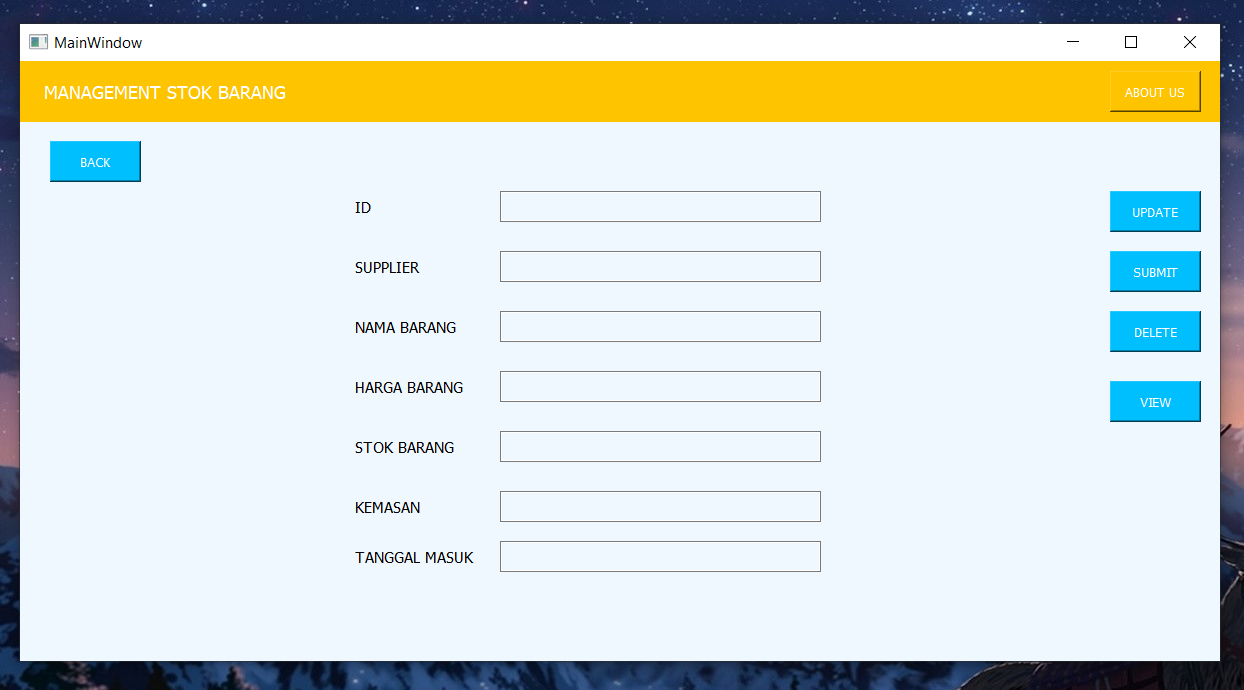 MainWindow
MANAGEMENT STOK BARANG
ABOUT US
BACK
ID
UPDATE
SUPPLIER
SUBMIT
NAMA BARANG
DELETE
HARGA BARANG
VIEW
STOK BARANG
KEMASAN
TANGGAL MASUK